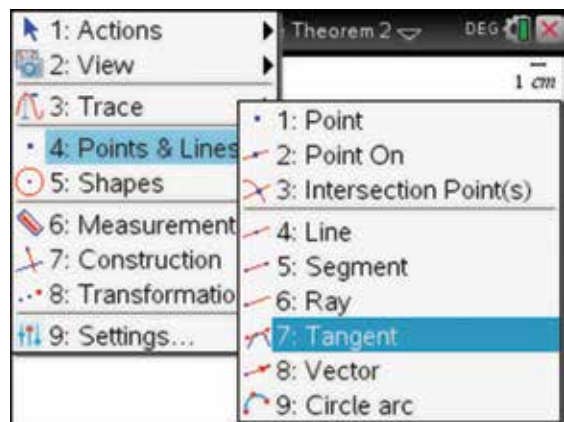 1: Actions
Theorem 2
DEG
2: View
1 cm
3: Trace
4: Points & Lines
5: Shapes
6: Measurement
7: Construction
8: Transformatio
9: Settings...
1: Point
2: Point On
3: Intersection Point(s)
4: Line
5: Segment
6: Ray
7: Tangent
8: Vector
9: Circle arc